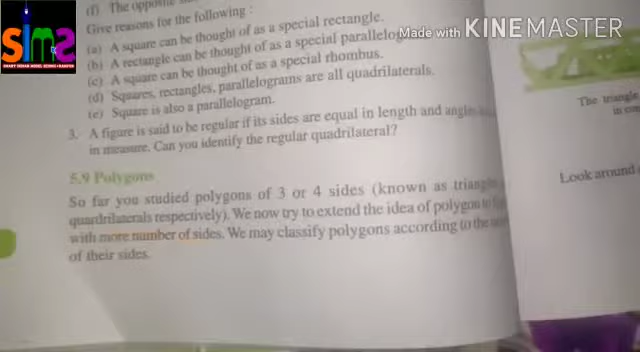 (f) The opposite
Give reasons for the following :
(a) A square can be thought of as a special rectangle.
(b) A rectangle can be thought of as a special
(c) A square can be thought of as a special rhombus.
(d) Squares, rectangles, parallelograms are all quadrilaterals.
(e) Square is also a parallelogram.
3. A figure is said to be regular if its sides are equal in length and angles
in measure. Can you identify the regular quadrilateral?
5.9 Polygons
So far you studied polygons of 3 or 4 sides (known as
quardrilaterals respectively). We now try to extend the idea of polygon to
with more number of sides. We may classify polygons according to the
of their sides.
The triangle
Look around
Made with KINEMASTER
sims